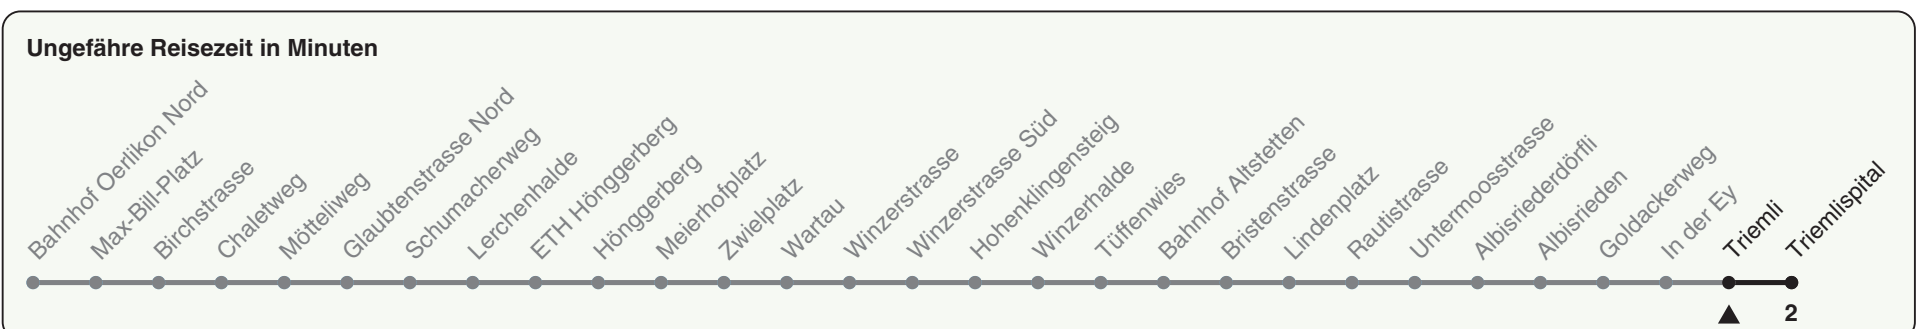 Ungefähre Reisezeit in Minuten
Bahnhof Oerlikon Nord
Max-Bill-Platz
Birchstrasse
Chaletweg
Mötteliweg
Glaubtenstrasse Nord
Schumacherweg
Lerchenhalde
ETH Hönggerberg
Hönggerberg
Meierhofplatz
Zwielplatz
Wartau
Winzerstrasse
Winzerstrasse Süd
Hohenklingensteig
Winzerhalde
Tüffenwies
Bahnhof Altstetten
Bristenstrasse
Lindenplatz
Rautistrasse
Untermoosstrasse
Albisriederdörfli
Albisrieden
Goldackerweg
In der Ey
Triemli
Triemlispital
2